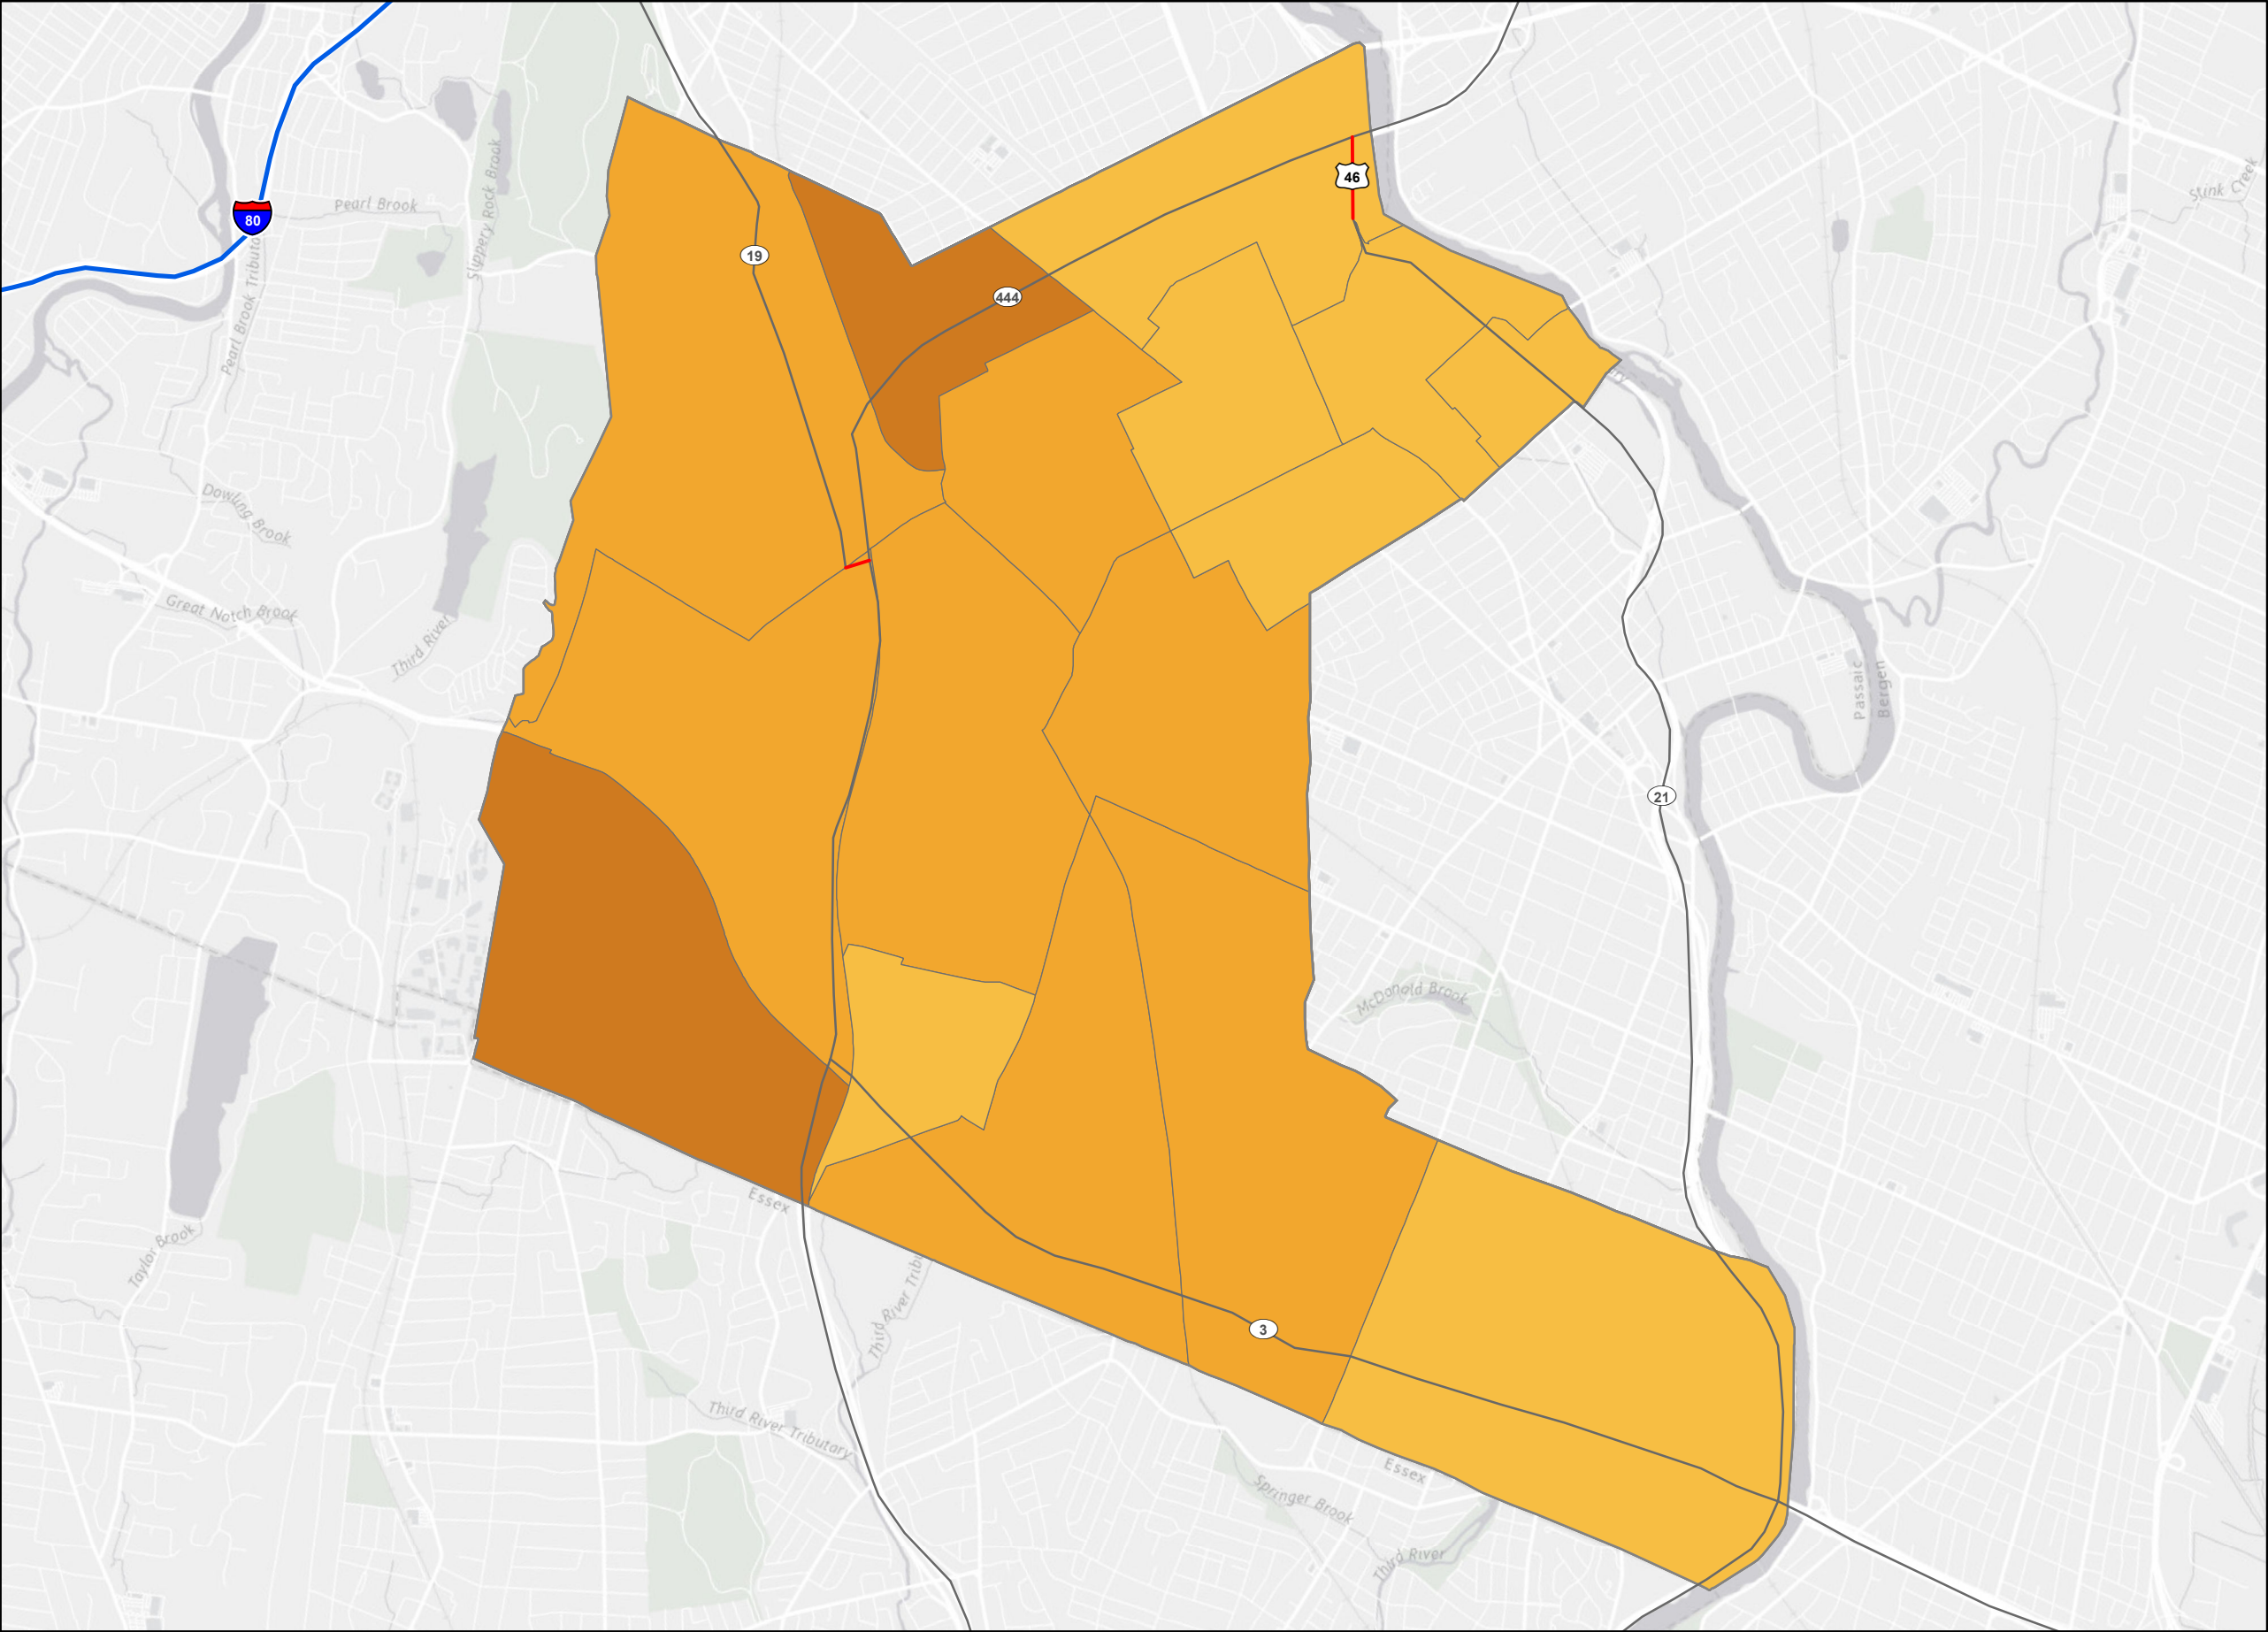 46
Stink Creek
Pearl Brook
Slippery Rock Brook
80
19
Pearl Brook Tributa
444
Dowling Brook
Great Notch Brook
Third River
Passaic
Bergen
21
McDonald Brook
Essex
Taylor Brook
Third River Tribu
3
Third River Tributary
Essex
Springer Brook
Third River